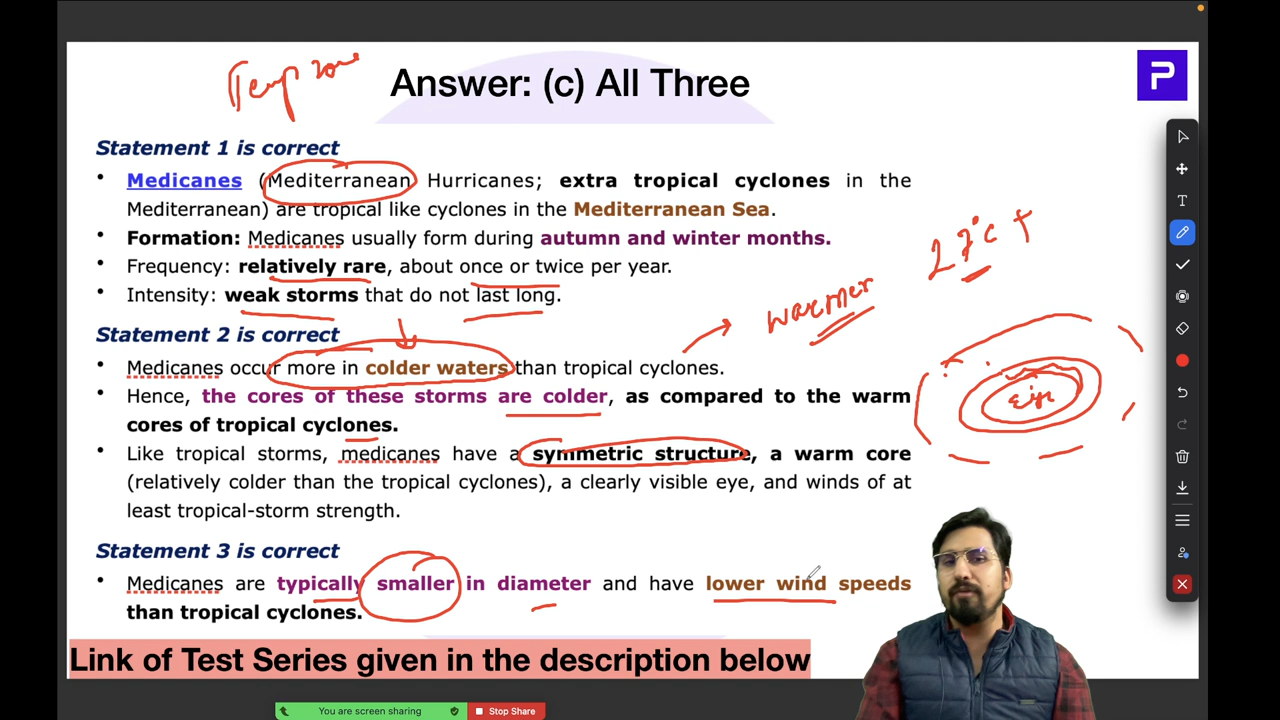 Temp zone
Answer: (c) All Three
P
Statement 1 is correct
• Medicanes (Mediterranean Hurricanes; extra tropical cyclones in the
Mediterranean) are tropical like cyclones in the Mediterranean Sea.
• Formation: Medicanes usually form during autumn and winter months.
• Frequency: relatively rare, about once or twice per year.
• Intensity: weak storms that do not last long.
27°C ↑
warmer
Statement 2 is correct
• Medicanes occur more in colder waters than tropical cyclones.
• Hence, the cores of these storms are colder, as compared to the warm
cores of tropical cyclones.
• Like tropical storms, medicanes have a symmetric structure, a warm core
(relatively colder than the tropical cyclones), a clearly visible eye, and winds of at
least tropical-storm strength.
Eye
Statement 3 is correct
• Medicanes are typically smaller in diameter and have lower wind speeds
than tropical cyclones.
Link of Test Series given in the description below
You are screen sharing
Stop Share
T